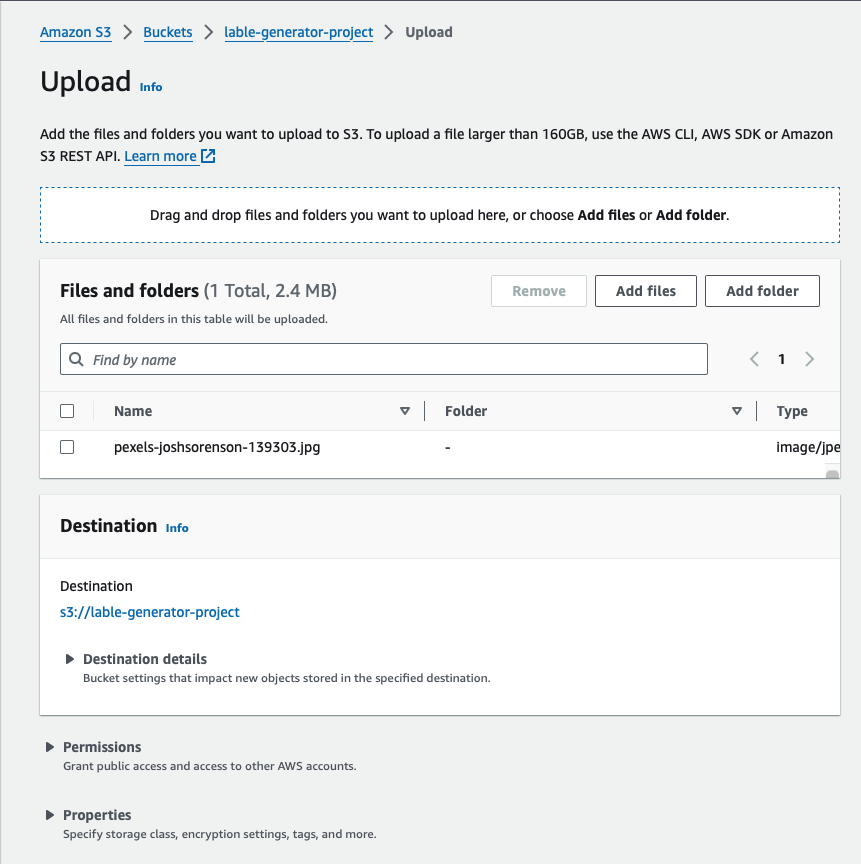 Amazon S3 > Buckets > lable-generator-project > Upload
Upload Info
Add the files and folders you want to upload to S3. To upload a file larger than 160GB, use the AWS CLI, AWS SDK or Amazon
S3 REST API. Learn more
Drag and drop files and folders you want to upload here, or choose Add files or Add folder.
Files and folders (1 Total, 2.4 MB)
Remove
Add files
Add folder
All files and folders in this table will be uploaded.
Find by name
1
Name
Folder
Type
pexels-joshsorenson-139303.jpg
-
image/jpe
Destination Info
Destination
s3://lable-generator-project
Destination details
Bucket settings that impact new objects stored in the specified destination.
Permissions
Grant public access and access to other AWS accounts.
Properties
Specify storage class, encryption settings, tags, and more.